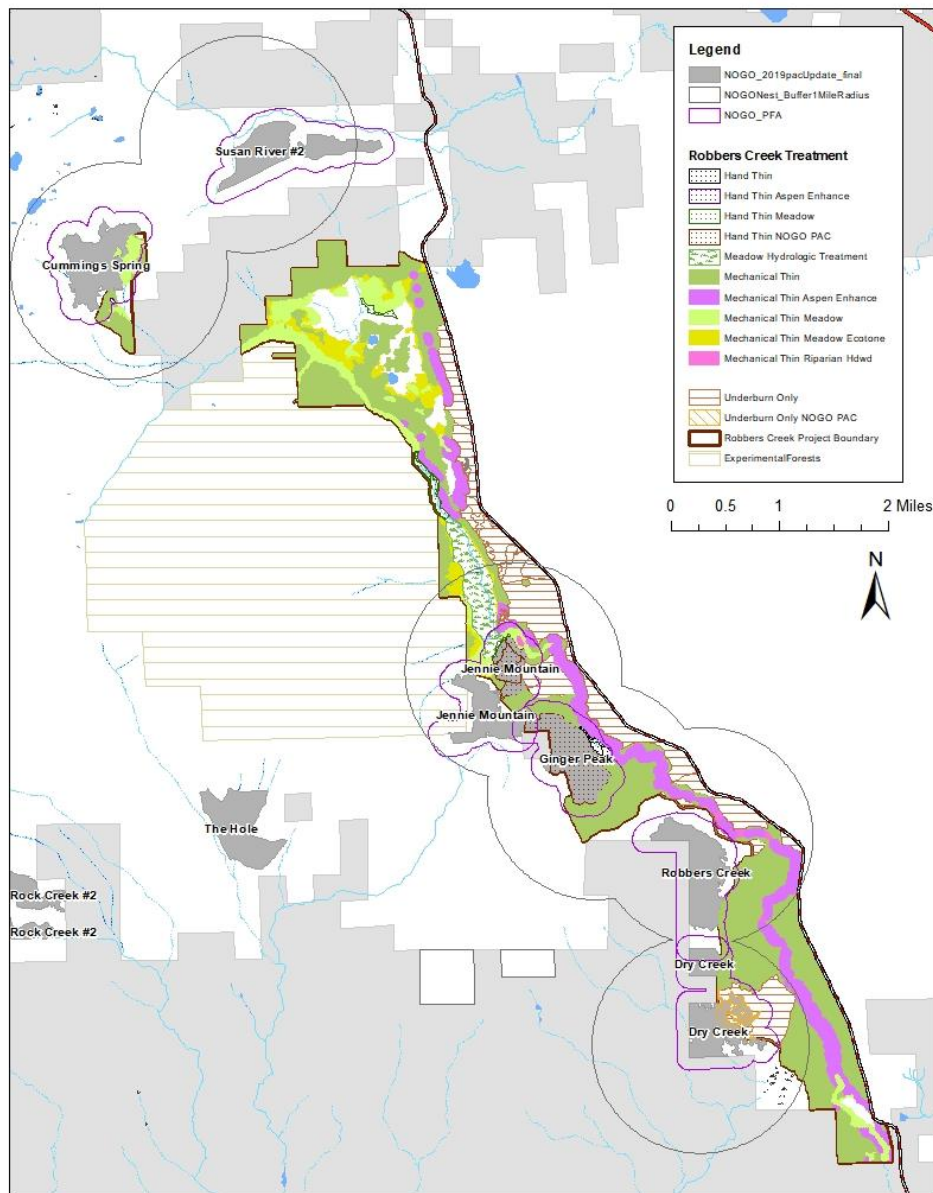 Legend
NOGO_2019pacUpdate_final
NOGONest_Buffer1MileRadius
NOGO_PFA
Robbers Creek Treatment
Hand Thin
Hand Thin Aspen Enhance
Hand Thin Meadow
Hand Thin NOGO PAC
Meadow Hydrologic Treatment
Mechanical Thin
Mechanical Thin Aspen Enhance
Mechanical Thin Meadow
Mechanical Thin Meadow Ecotone
Mechanical Thin Riparian Hdwd
Underburn Only
Underburn Only NOGO PAC
Robbers Creek Project Boundary
ExperimentalForests
0 0.5 1 2 Miles
N
Susan River #2
Cummings Spring
Jennie Mountain
Jennie Mountain
Ginger Peak
The Hole
Robbers Creek
Rock Creek #2
Rock Creek #2
Dry Creek
Dry Creek